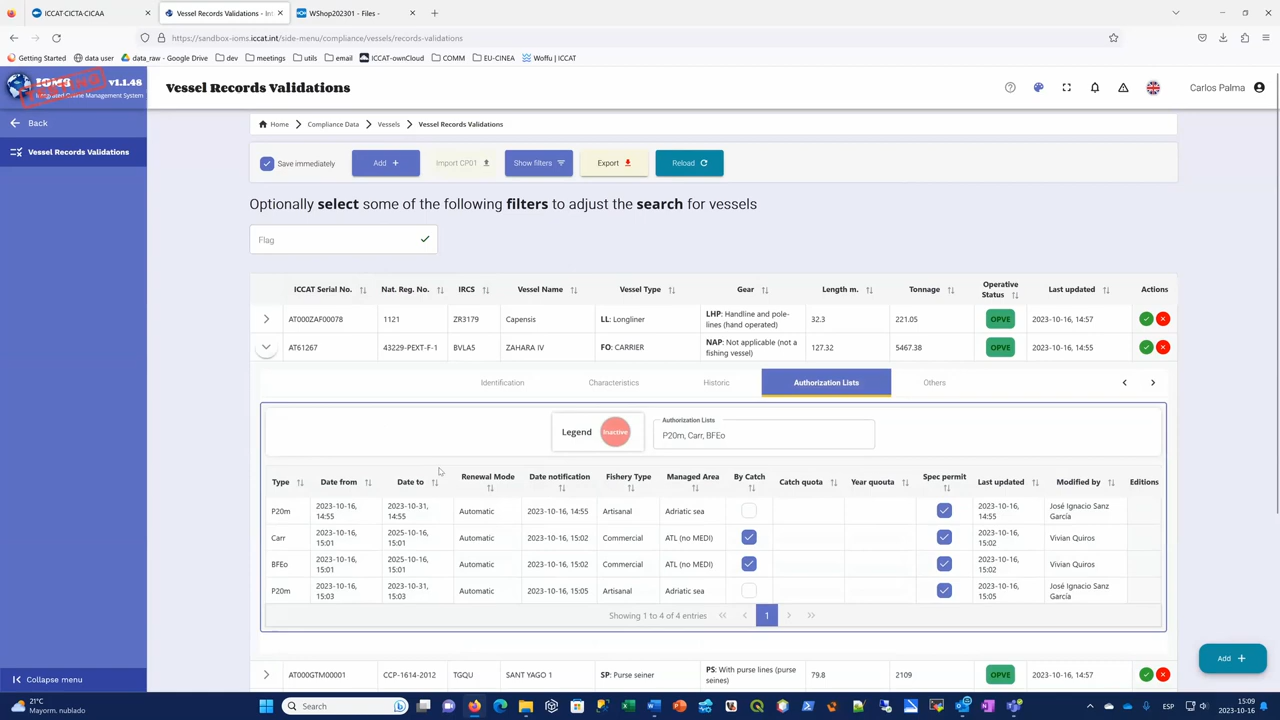 ICCAT·CICTA·CICAA
Vessel Records Validations - Int
WShop202301 - Files -
https://sandbox-ioms.iccat.int/side-menu/compliance/vessels/records-validations
Getting Started
data user
data_raw - Google Drive
dev
meetings
utils
email
ICCAT-ownCloud
COMM
EU-CINEA
Woffu | ICCAT
IOMS
v1.1.48
Integrated Online Management System
Vessel Records Validations
Carlos Palma
Back
Home
Compliance Data
Vessels
Vessel Records Validations
Vessel Records Validations
Save immediately
Add +
Import CP01
Show filters
Export
Reload
Optionally select some of the following filters to adjust the search for vessels
Flag
ICCAT Serial No.
Nat. Reg. No.
IRCS
Vessel Name
Vessel Type
Gear
Length m.
Tonnage
Operative
Status
Last updated
Actions
AT000ZAF00078
1121
ZR3179
Capensis
LL: Longliner
LHP: Handline and pole-
lines (hand operated)
32.3
221.05
OPVE
2023-10-16, 14:57
AT61267
43229-PEXT-F-1
BVLA5
ZAHARA IV
FO: CARRIER
NAP: Not applicable (not a
fishing vessel)
127.32
5467.38
OPVE
2023-10-16, 14:55
Identification
Characteristics
Historic
Authorization Lists
Others
Legend
Inactive
Authorization Lists
P20m, Carr, BFEo
Type
Date from
Date to
Renewal Mode
Date notification
Fishery Type
Managed Area
By Catch
Catch quota
Year quouta
Spec permit
Last updated
Modified by
Editions
P20m
2023-10-16,
14:55
2023-10-31,
14:55
Automatic
2023-10-16, 14:55
Artisanal
Adriatic sea
2023-10-16,
14:55
José Ignacio Sanz
García
Carr
2023-10-16,
15:01
2025-10-16,
15:01
Automatic
2023-10-16, 15:02
Commercial
ATL (no MEDI)
2023-10-16,
15:02
Vivian Quiros
BFEo
2023-10-16,
15:01
2025-10-16,
15:01
Automatic
2023-10-16, 15:02
Commercial
ATL (no MEDI)
2023-10-16,
15:02
Vivian Quiros
P20m
2023-10-16,
15:03
2023-10-31,
15:03
Automatic
2023-10-16, 15:05
Artisanal
Adriatic sea
2023-10-16,
15:05
José Ignacio Sanz
García
Showing 1 to 4 of 4 entries
1
AT000GTM00001
CCP-1614-2012
TGQU
SANT YAGO 1
SP: Purse seiner
PS: With purse lines (purse
seines)
79.8
2109
OPVE
2023-10-16, 14:57
Add +
Collapse menu
21°C
Mayorm. nublado
Search
ESP
15:09
2023-10-16